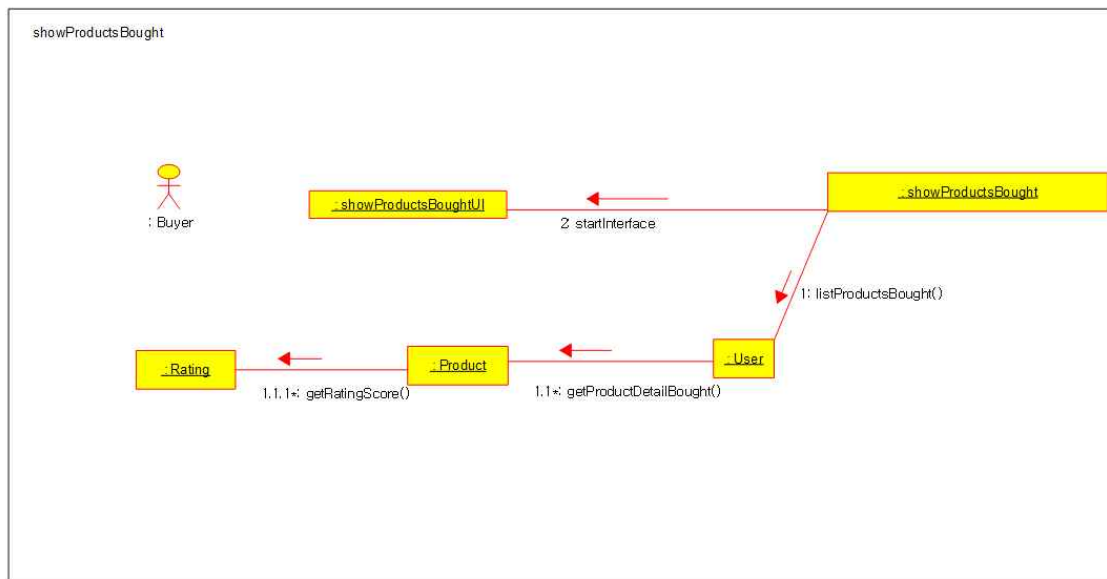 showProductsBought
: showProductsBought
: showProductsBoughtUI
: Buyer
2: startInterface
1: listProductsBought()
: User
: Product
: Rating
1.1.1*: getRatingScore()
1.1*: getProductDetailBought()